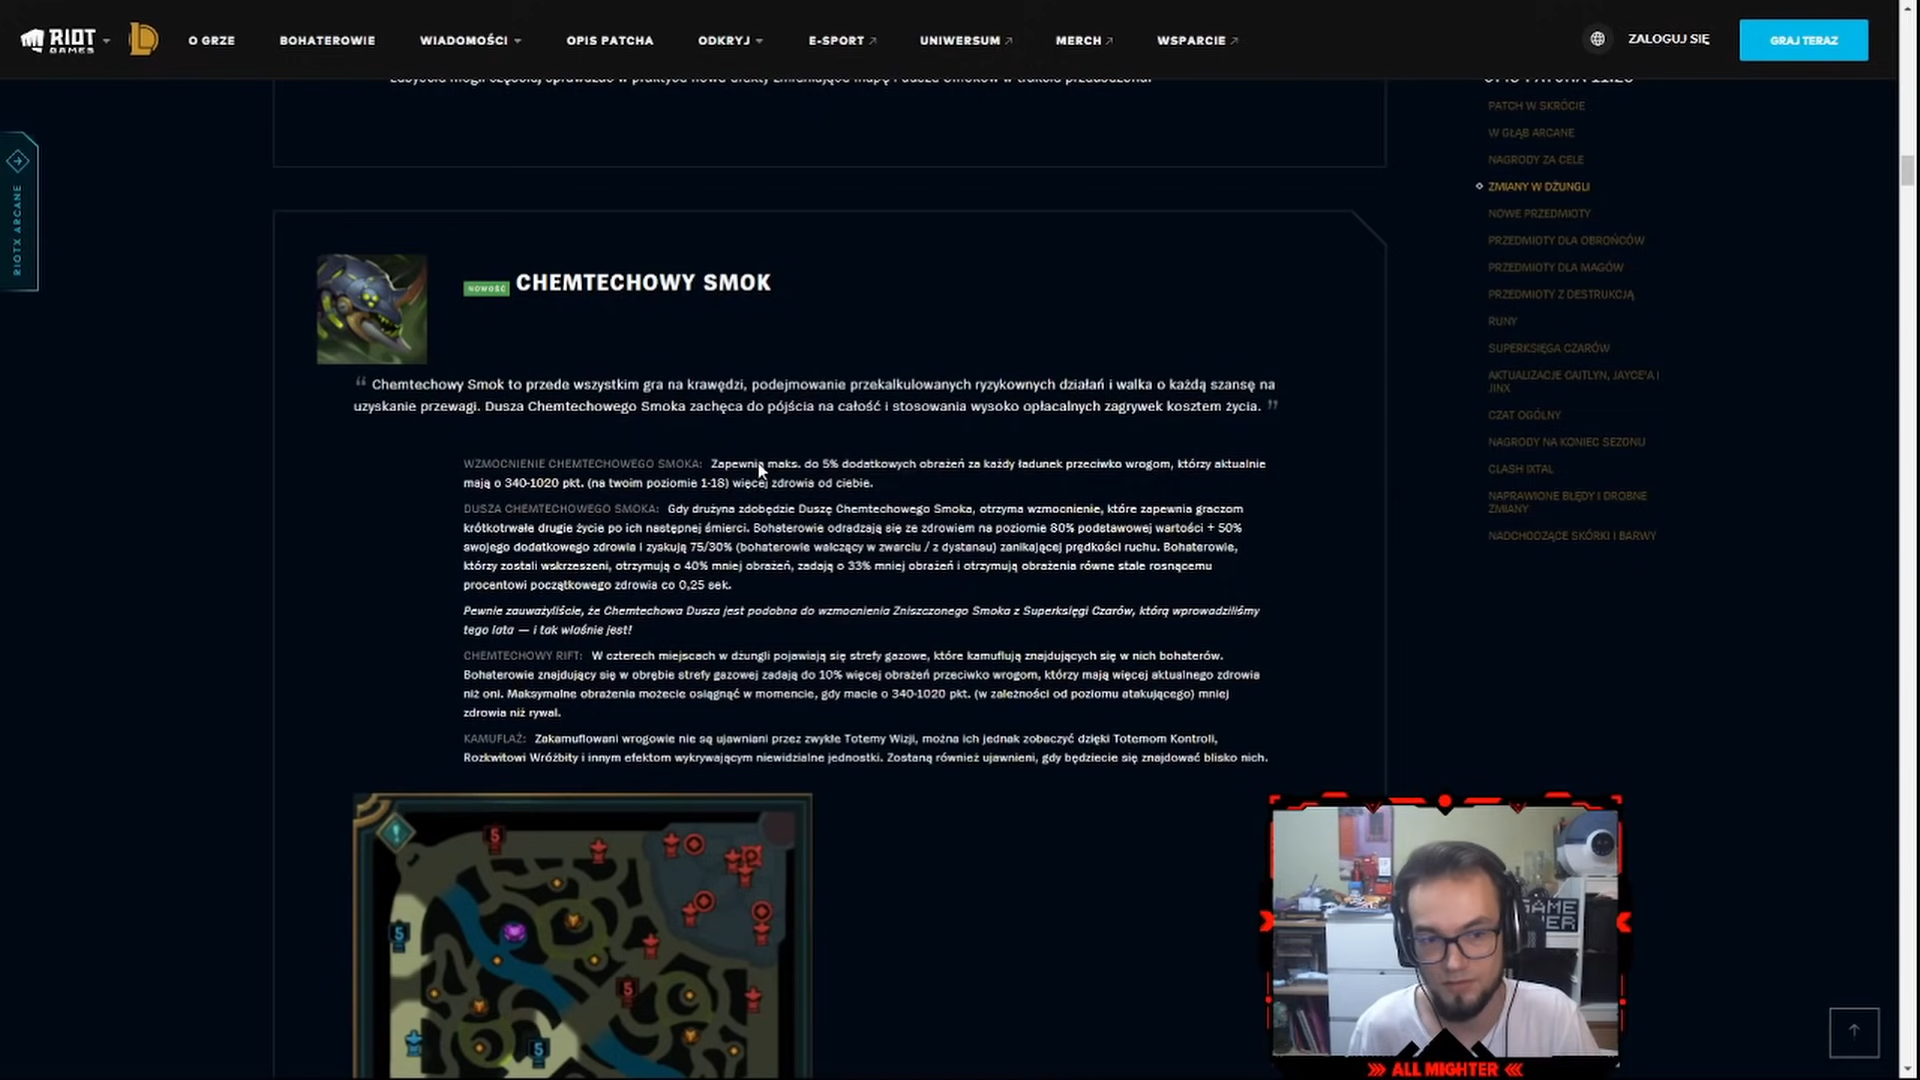 RIOT GAMES
O GRZE
BOHATEROWIE
WIADOMOŚCI
OPIS PATCHA
ODKRYJ
E-SPORT
UNIWERSUM
MERCH
WSPARCIE
ZALOGUJ SIĘ
GRAJ TERAZ
RIOTX ARCANE
NOWOŚĆ CHEMTECHOWY SMOK
“ Chemtechowy Smok to przede wszystkim gra na krawędzi, podejmowanie przekalkulowanych ryzykownych działań i walka o każdą szansę na
uzyskanie przewagi. Dusza Chemtechowego Smoka zachęca do pójścia na całość i stosowania wysoko opłacalnych zagrywek kosztem życia. ”
WZMOCNIENIE CHEMTECHOWEGO SMOKA: Zapewnia maks. do 5% dodatkowych obrażeń za każdy ładunek przeciwko wrogom, którzy aktualnie
mają o 340-1020 pkt. (na twoim poziomie 1-18) więcej zdrowia od ciebie.
DUSZA CHEMTECHOWEGO SMOKA: Gdy drużyna zdobędzie Duszę Chemtechowego Smoka, otrzyma wzmocnienie, które zapewnia graczom
krótkotrwałe drugie życie po ich następnej śmierci. Bohaterowie odradzają się ze zdrowiem na poziomie 80% podstawowej wartości + 50%
swojego dodatkowego zdrowia i zyskują 75/30% (bohaterowie walczący w zwarciu / z dystansu) zanikającej prędkości ruchu. Bohaterowie,
którzy zostali wskrzeszeni, otrzymują o 40% mniej obrażeń, zadają o 33% mniej obrażeń i otrzymują obrażenia równe stale rosnącemu
procentowi początkowego zdrowia co 0,25 sek.
Pewnie zauważyliście, że Chemtechowa Dusza jest podobna do wzmocnienia Zniszczonego Smoka z Superksięgi Czarów, którą wprowadziliśmy
tego lata — i tak właśnie jest!
CHEMTECHOWY RIFT: W czterech miejscach w dżungli pojawiają się strefy gazowe, które kamuflują znajdujących się w nich bohaterów.
Bohaterowie znajdujący się w obrębie strefy gazowej zadają do 10% więcej obrażeń przeciwko wrogom, którzy mają więcej aktualnego zdrowia
niż oni. Maksymalne obrażenia możecie osiągnąć w momencie, gdy macie o 340-1020 pkt. (w zależności od poziomu atakującego) mniej
zdrowia niż rywal.
KAMUFLAŻ: Zakamuflowani wrogowie nie są ujawniani przez zwykłe Totemy Wizji, można ich jednak zobaczyć dzięki Totemom Kontroli,
Rozkwitowi Wróżbity i innym efektom wykrywającym niewidzialne jednostki. Zostaną również ujawnieni, gdy będziecie się znajdować blisko nich.
5
5
5
5
PATCH W SKRÓCIE
W GŁĄB ARCANE
NAGRODY ZA CELE
ZMIANY W DŻUNGLI
NOWE PRZEDMIOTY
PRZEDMIOTY DLA OBROŃCÓW
PRZEDMIOTY DLA MAGÓW
PRZEDMIOTY Z DESTRUKCJĄ
RUNY
SUPERKSIĘGA CZARÓW
AKTUALIZACJE CAITLYN, JAYCE'A I
JINX
CZAT OGÓLNY
NAGRODY NA KONIEC SEZONU
CLASH IXTAL
NAPRAWIONE BŁĘDY I DROBNE
ZMIANY
NADCHODZĄCE SKÓRKI I BARWY
ALL MIGHTER